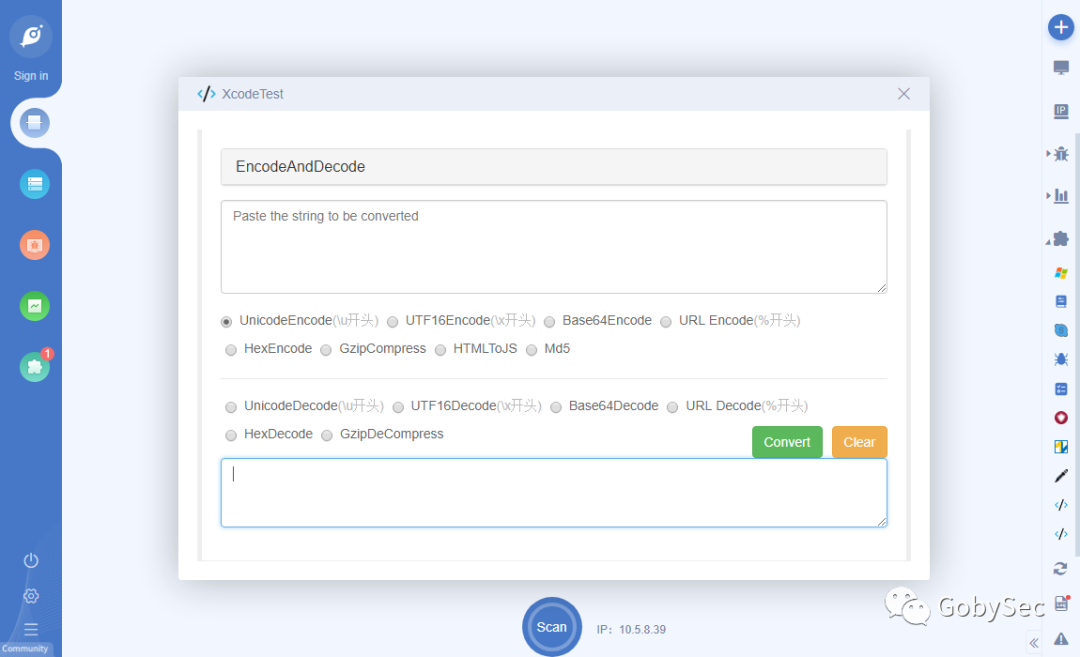 Sign in
XcodeTest
EncodeAndDecode
Paste the string to be converted
UnicodeEncode(\u开头) UTF16Encode(\x开头) Base64Encode URL Encode(%开头)
HexEncode GzipCompress HTMLToJS Md5
UnicodeDecode(\u开头) UTF16Decode(\x开头) Base64Decode URL Decode(%开头)
HexDecode GzipDeCompress
Convert Clear
1
IP
Scan IP: 10.5.8.39
GobySec
Community